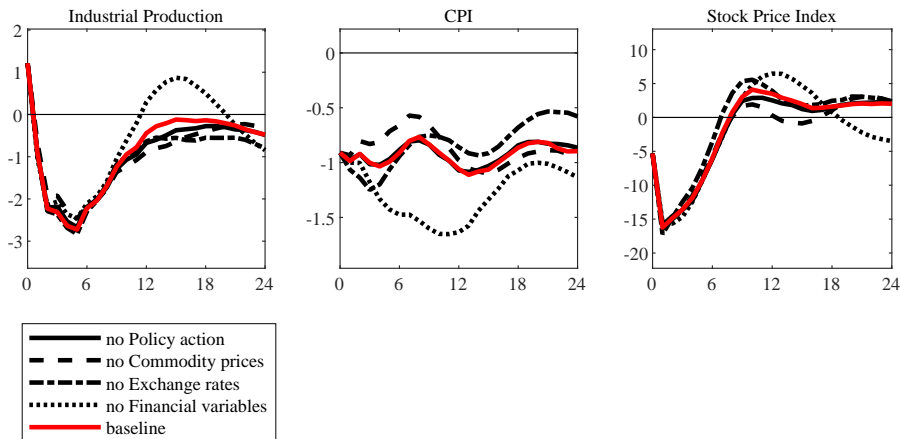 Industrial Production
2
1
0
-1
-2
-3
0 6 12 18 24
CPI
0
-0.5
-1
-1.5
0 6 12 18 24
Stock Price Index
10
5
0
-5
-10
-15
-20
0 6 12 18 24
no Policy action
no Commodity prices
no Exchange rates
no Financial variables
baseline